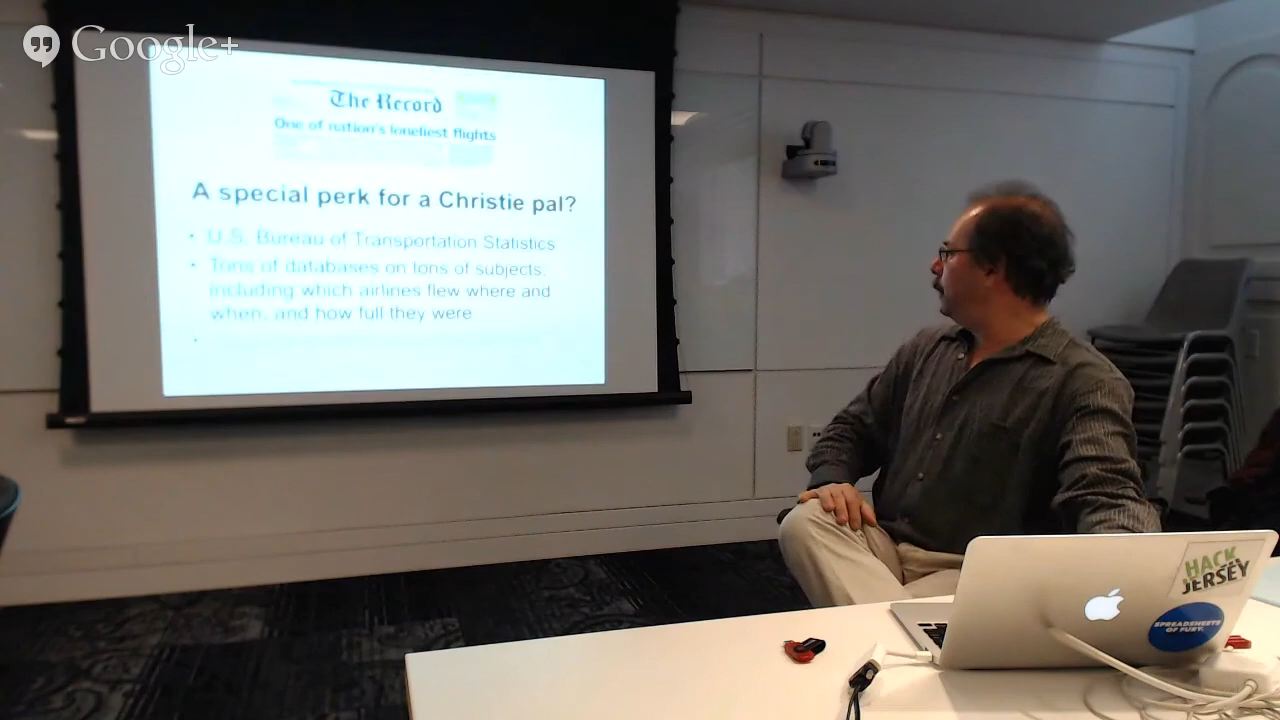 Google+
The Record
One of nation's loneliest flights
A special perk for a Christie pal?
• U.S. Bureau of Transportation Statistics
• Tons of databases on tons of subjects,
including which airlines flew where and
when, and how full they were
HACK
JERSEY
SPREADSHEETS
OF FURY.